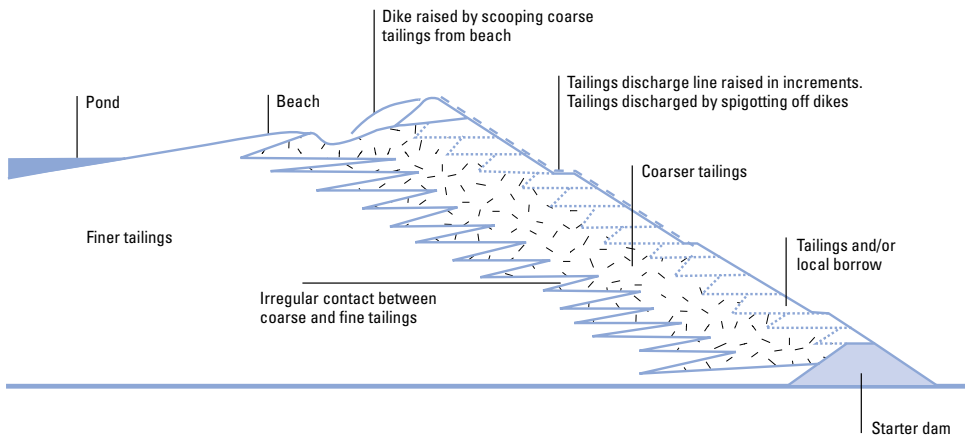 Dike raised by scooping coarse
tailings from beach
Pond
Beach
Tailings discharge line raised in increments.
Tailings discharged by spigotting off dikes
Coarser tailings
Finer tailings
Tailings and/or
local borrow
Irregular contact between
coarse and fine tailings
Starter dam